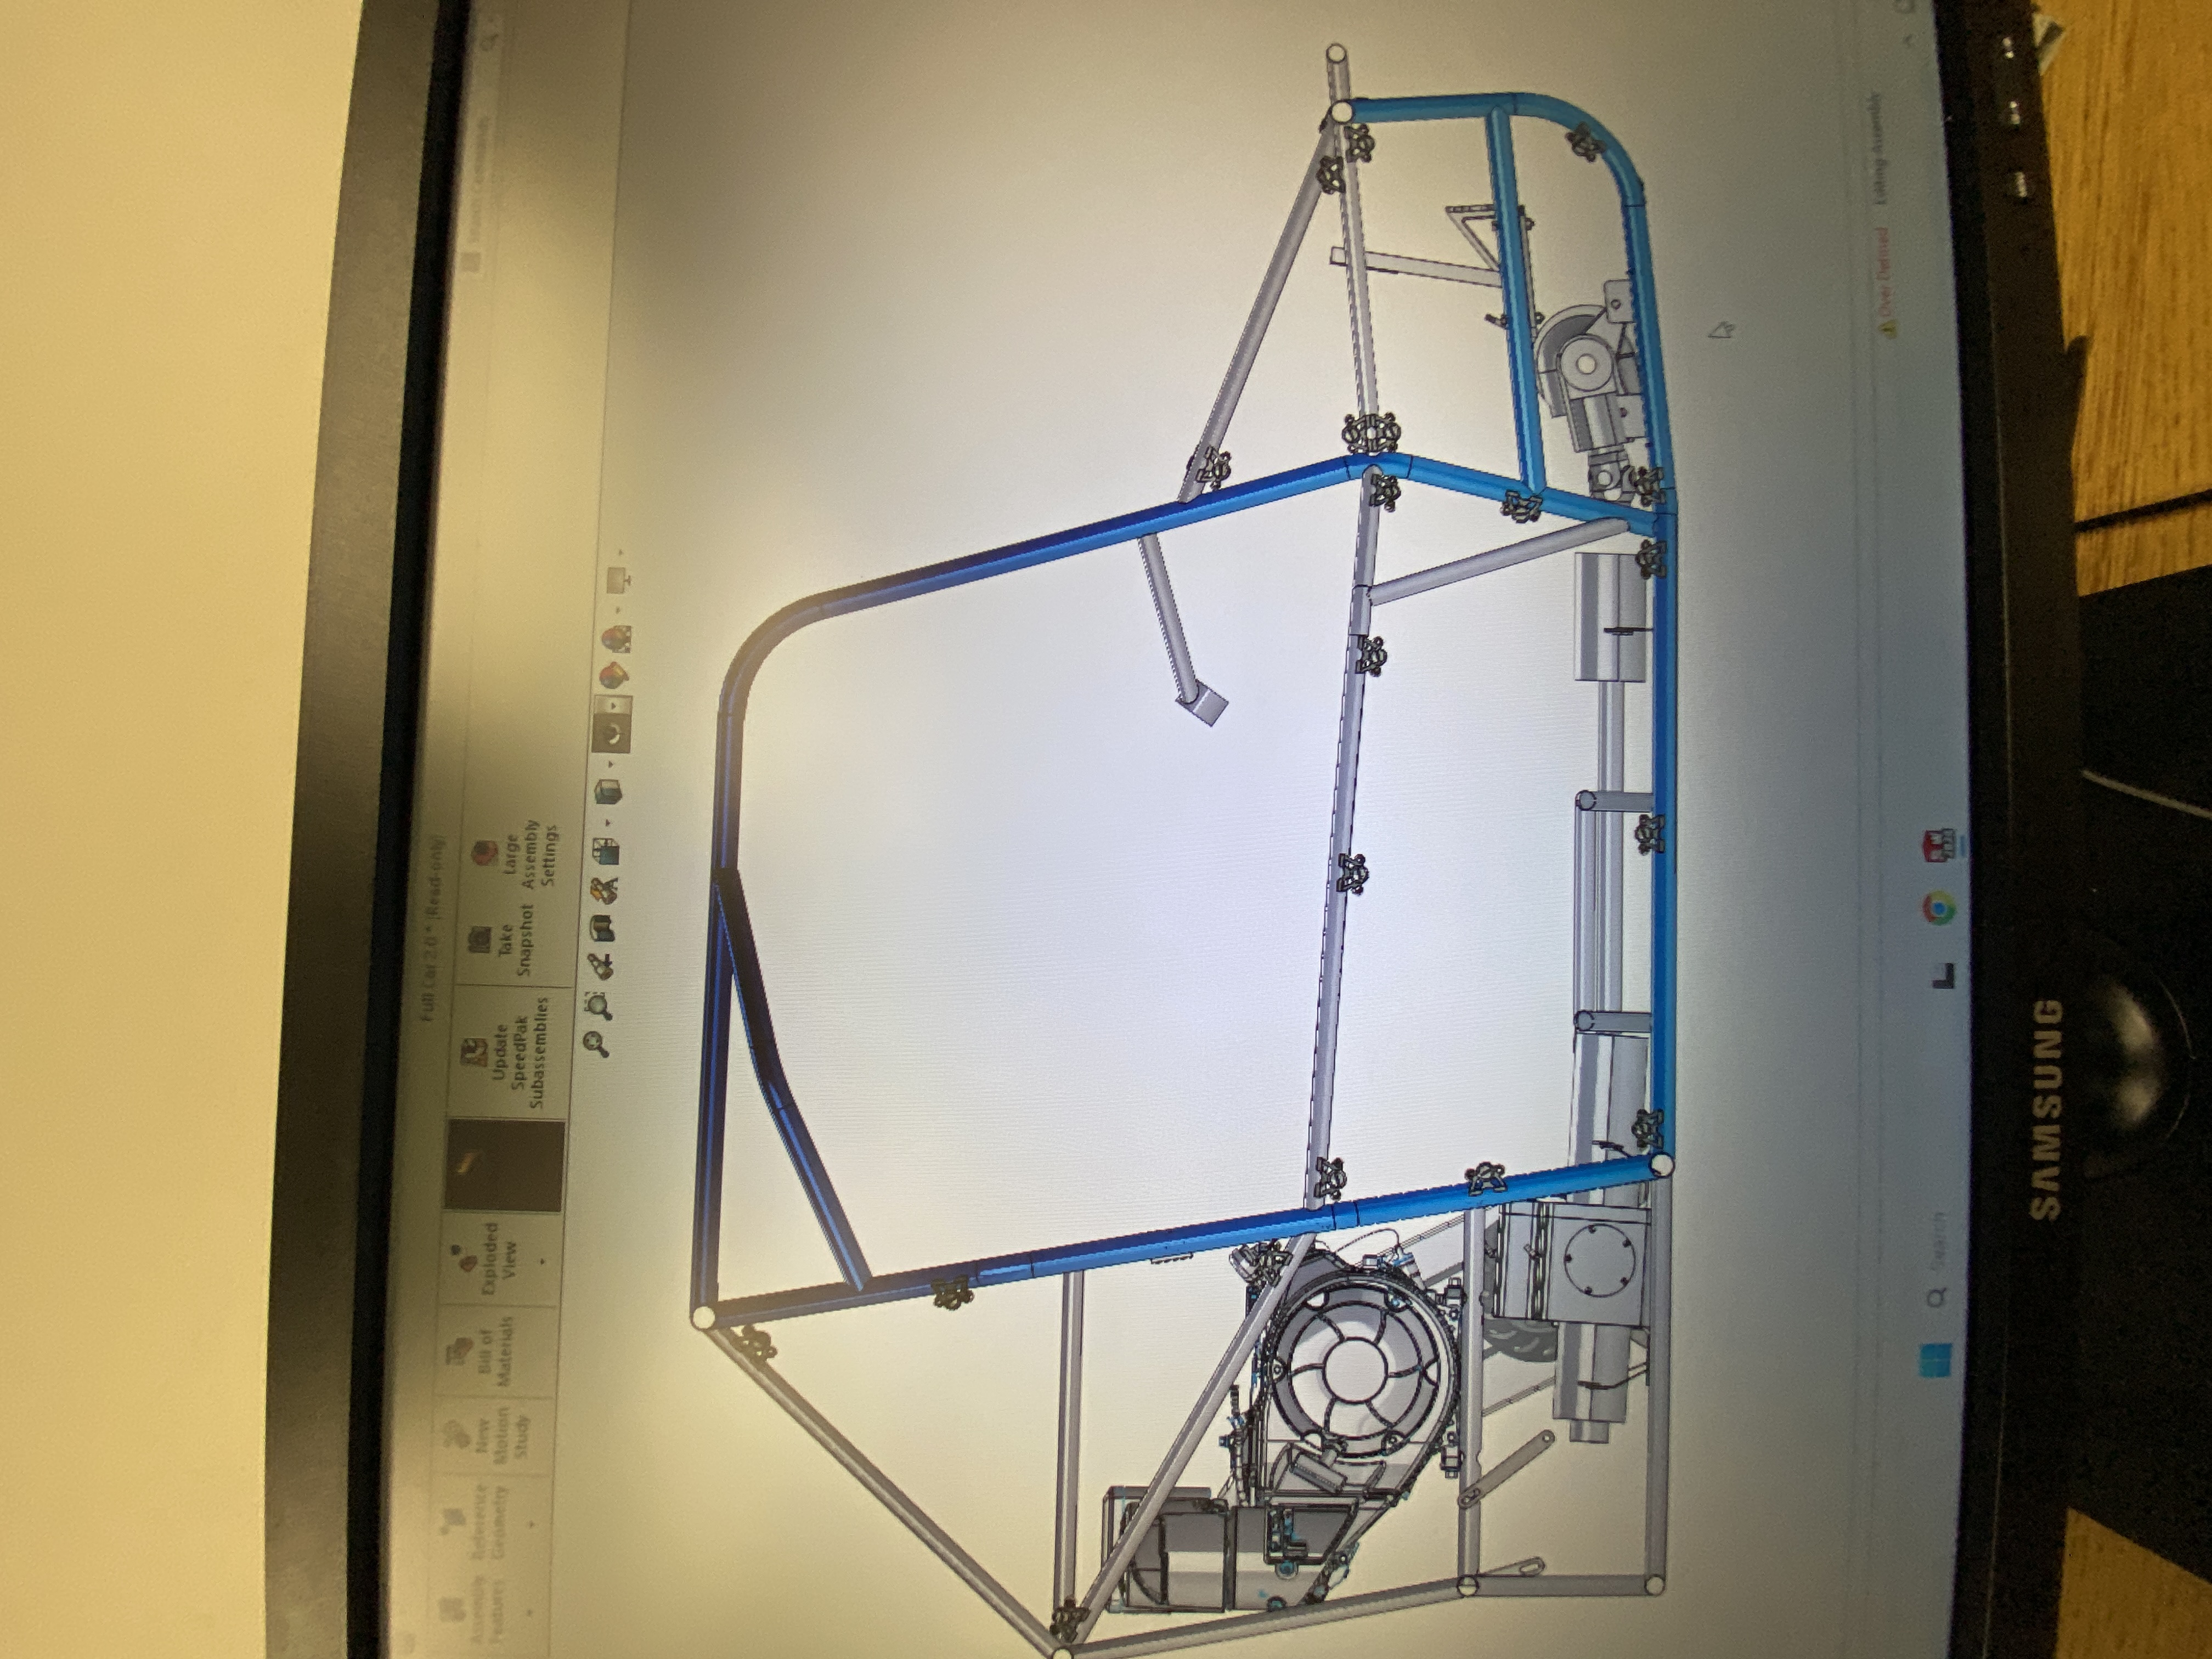 Full Car 2.0 * [Read-only]
Search Commands
Assembly
Features
Reference
Geometry
New
Motion
Study
Bill of
Materials
Exploded
View
Update
SpeedPak
Subassemblies
Take
Snapshot
Large
Assembly
Settings
Over Defined
Editing Assembly
Search
SAMSUNG